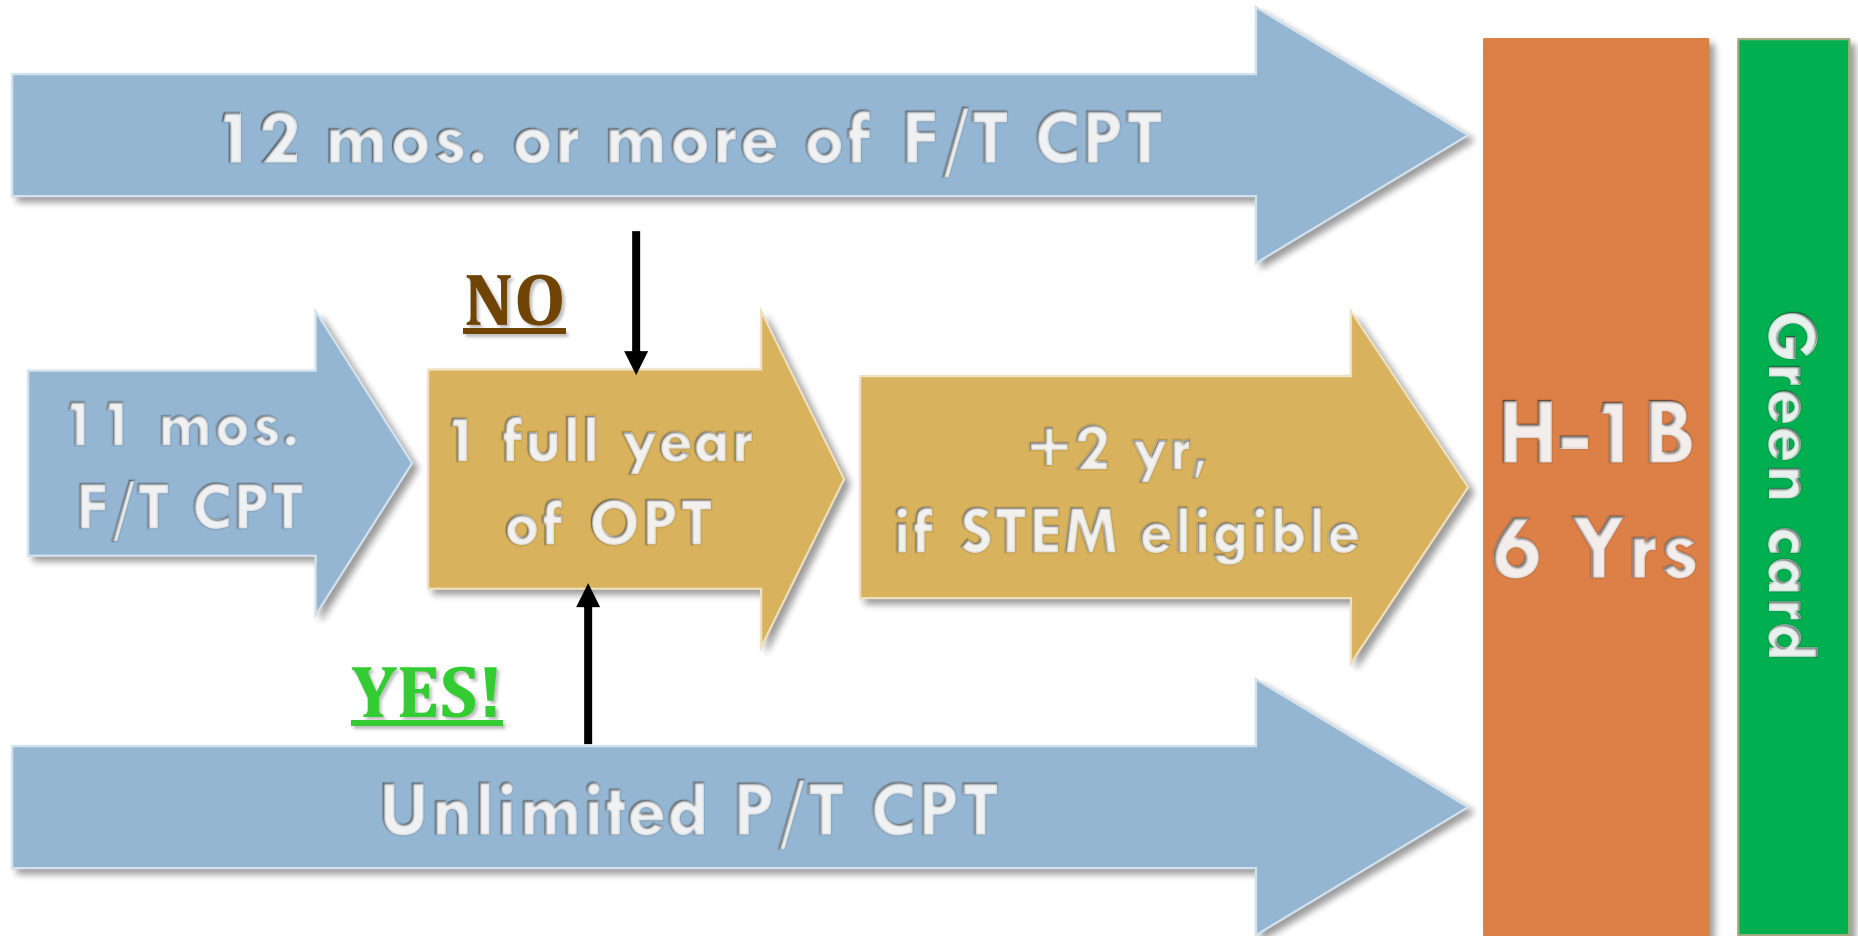 12 mos. or more of F/T CPT
NO
11 mos.
F/T CPT
1 full year
of OPT
+2 yr,
if STEM eligible
YES!
Unlimited P/T CPT
H-1B
6 Yrs
Green card